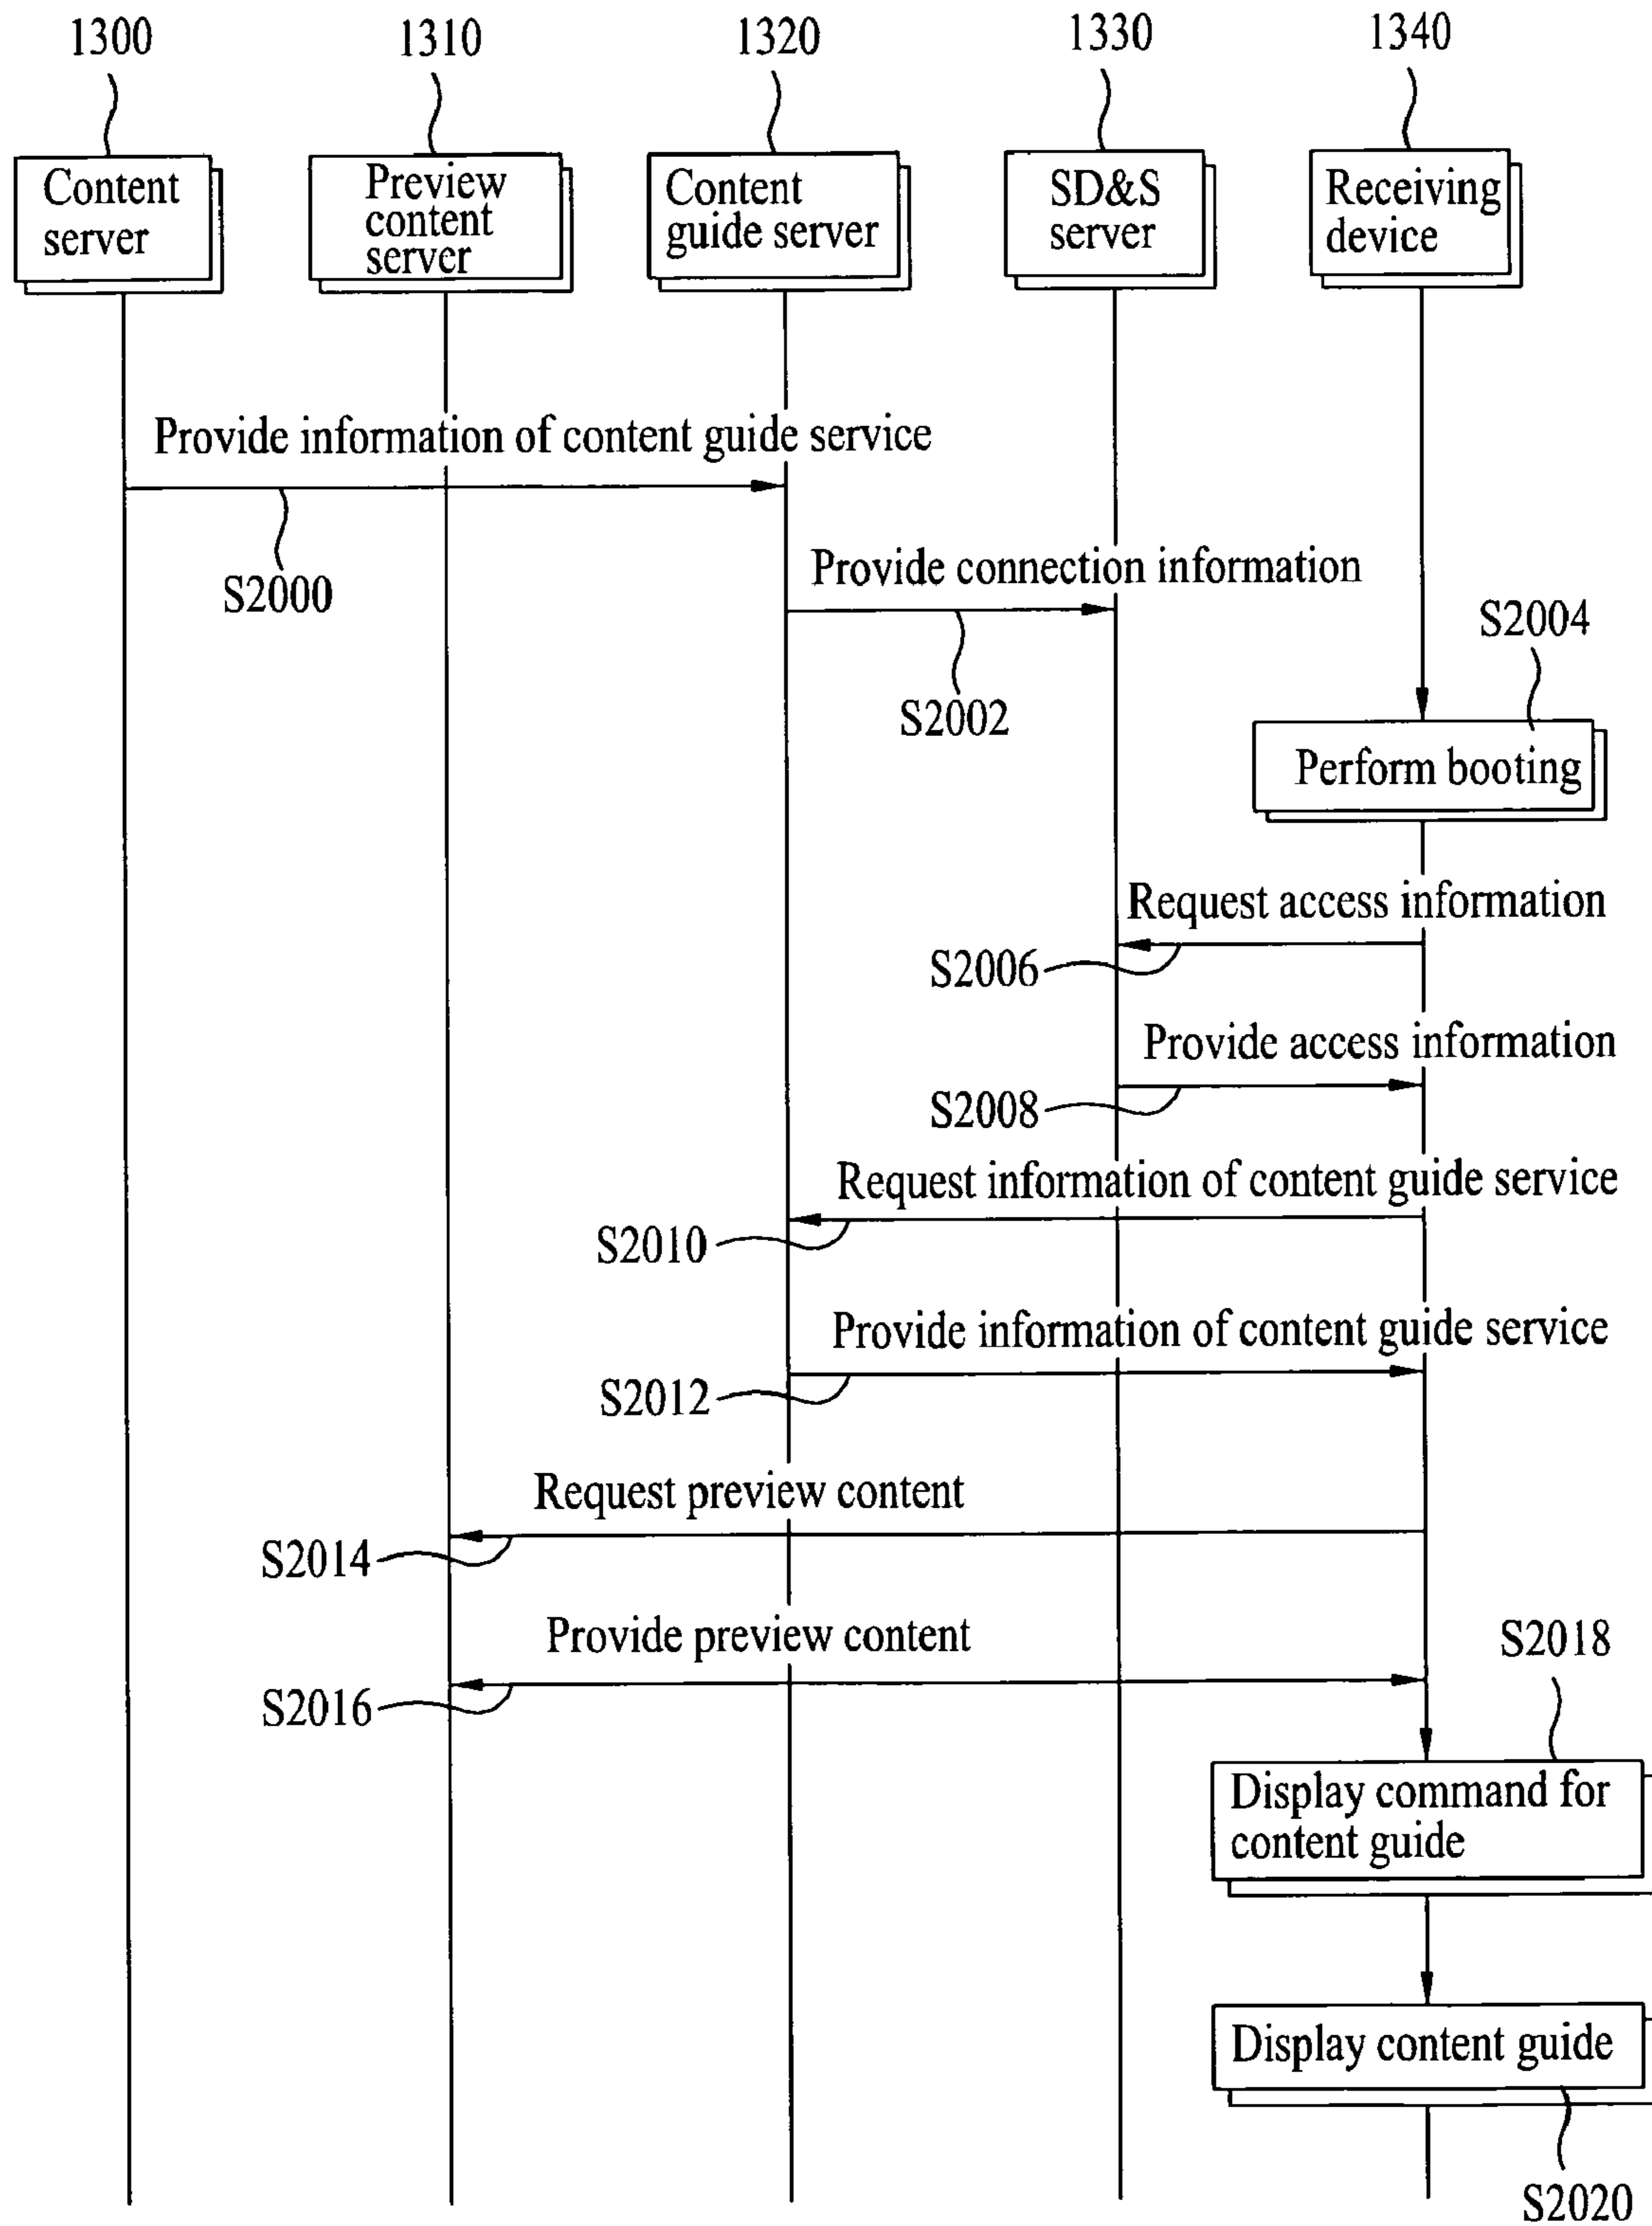 1300
1310
1320
1330
1340
Content
server
Preview
content
server
Content
guide server
SD&S
server
Receiving
device
Provide information of content guide service
S2000
Provide connection information
S2002
S2004
Perform booting
Request access information
S2006
Provide access information
S2008
Request information of content guide service
S2010
Provide information of content guide service
S2012
Request preview content
S2014
Provide preview content
S2016
S2018
Display command for
content guide
Display content guide
S2020